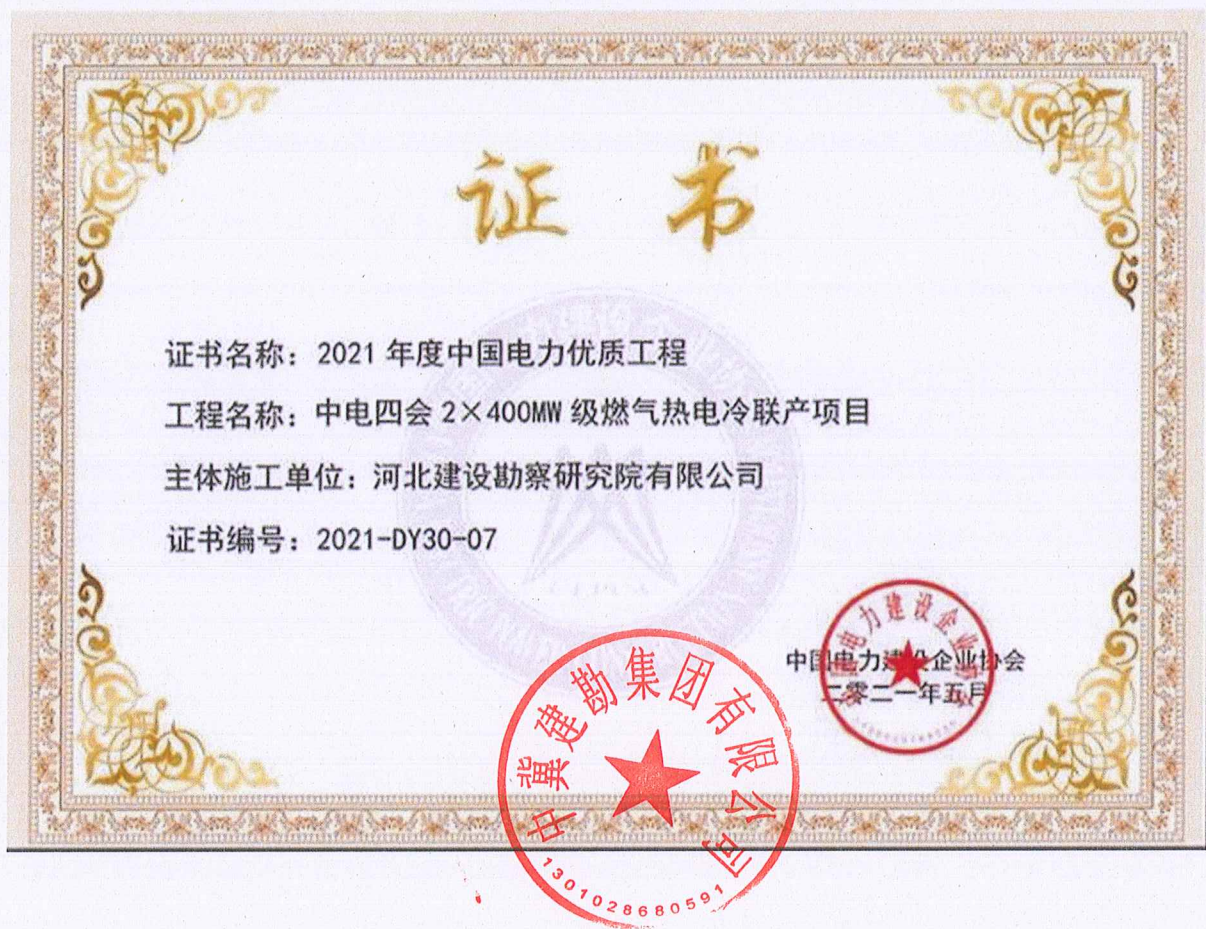 证书
证书名称：2021年度中国电力优质工程
工程名称：中电四会2×400MW级燃气热电冷联产项目
主体施工单位：河北建设勘察研究院有限公司
证书编号：2021-DY30-07
中国电力建设企业协会
二零二一年五月
中国电力建设企业协会
中冀建勘集团有限公司
1301028680591